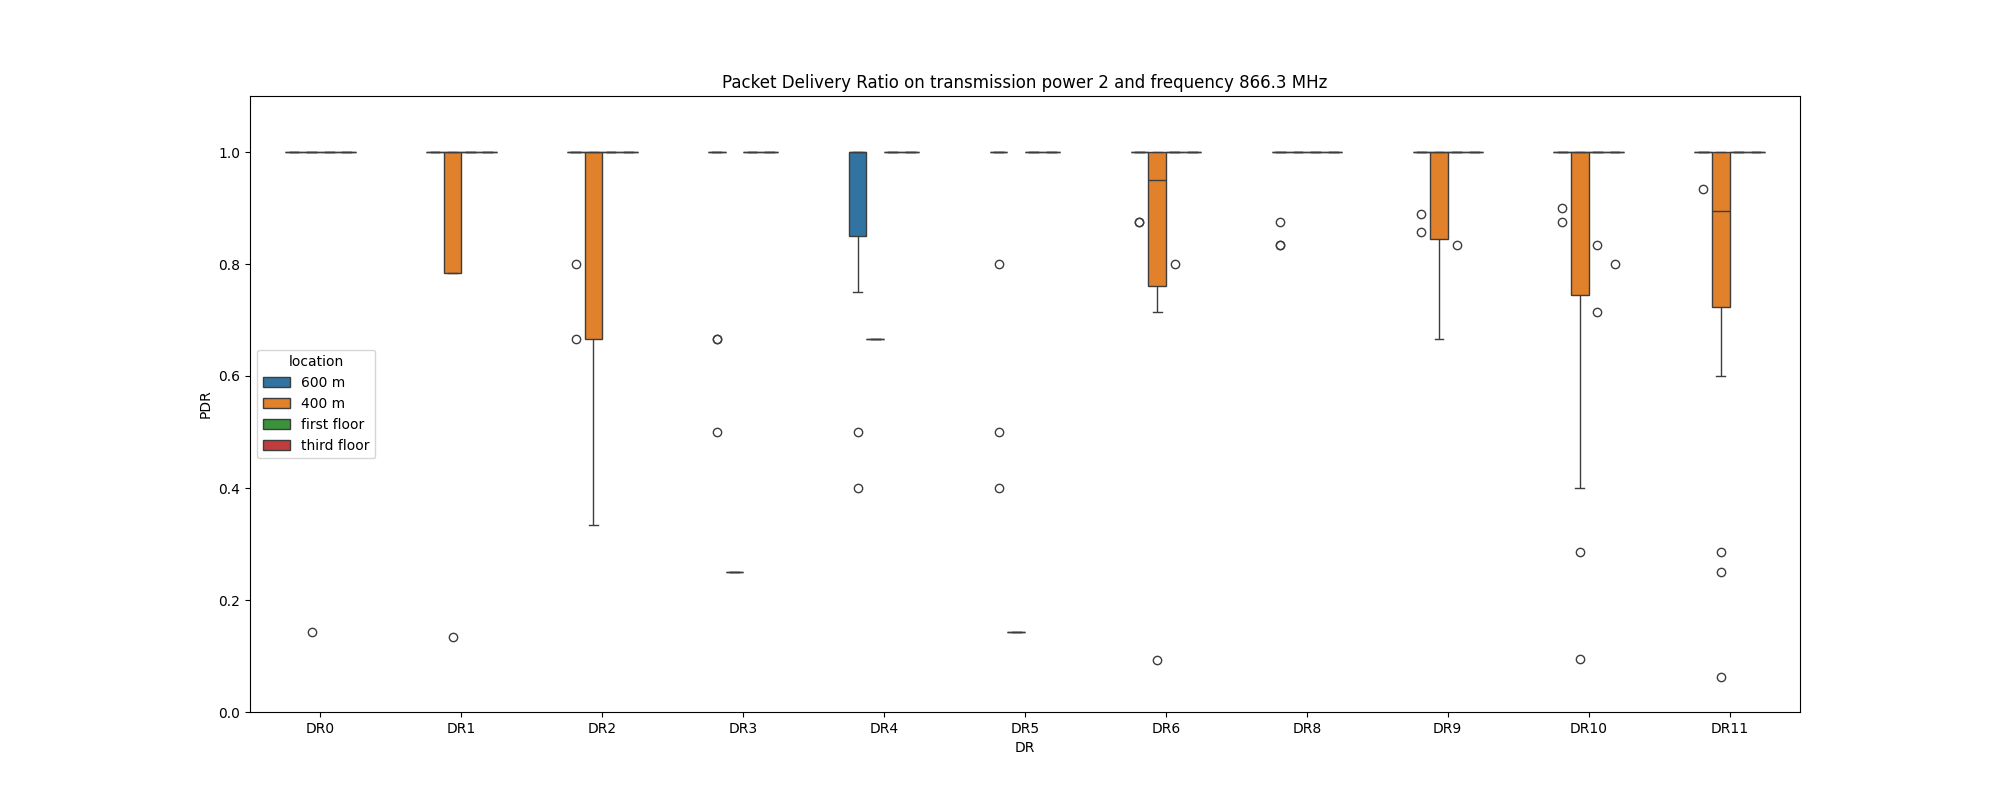 Packet Delivery Ratio on transmission power 2 and frequency 866.3 MHz
1.0
0.8
0.6
0.4
0.2
0.0
PDR
location
600 m
400 m
first floor
third floor
DR0 DR1 DR2 DR3 DR4 DR5 DR6 DR8 DR9 DR10 DR11
DR